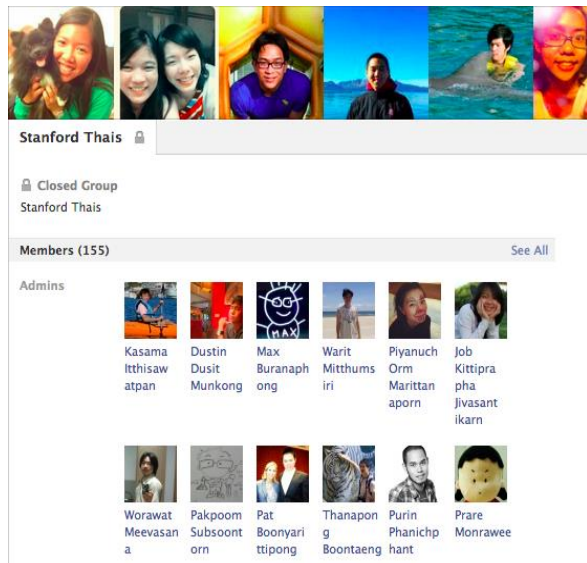 Stanford Thais
Closed Group
Stanford Thais
Members (155)
See All
Admins
MAX
Kasama
Itthisaw
atpan
Dustin
Dusit
Munkong
Max
Buranaph
ong
Warit
Mitthums
iri
Piyanuch
Orm
Marittan
aporn
Job
Kittipra
pha
Jivasant
ikarn
Worawat
Meevasan
a
Pakpoom
Subsoont
orn
Pat
Boonyari
ttipong
Thanapon
g
Boontaeng
Purin
Phanichp
hant
Prare
Monrawee